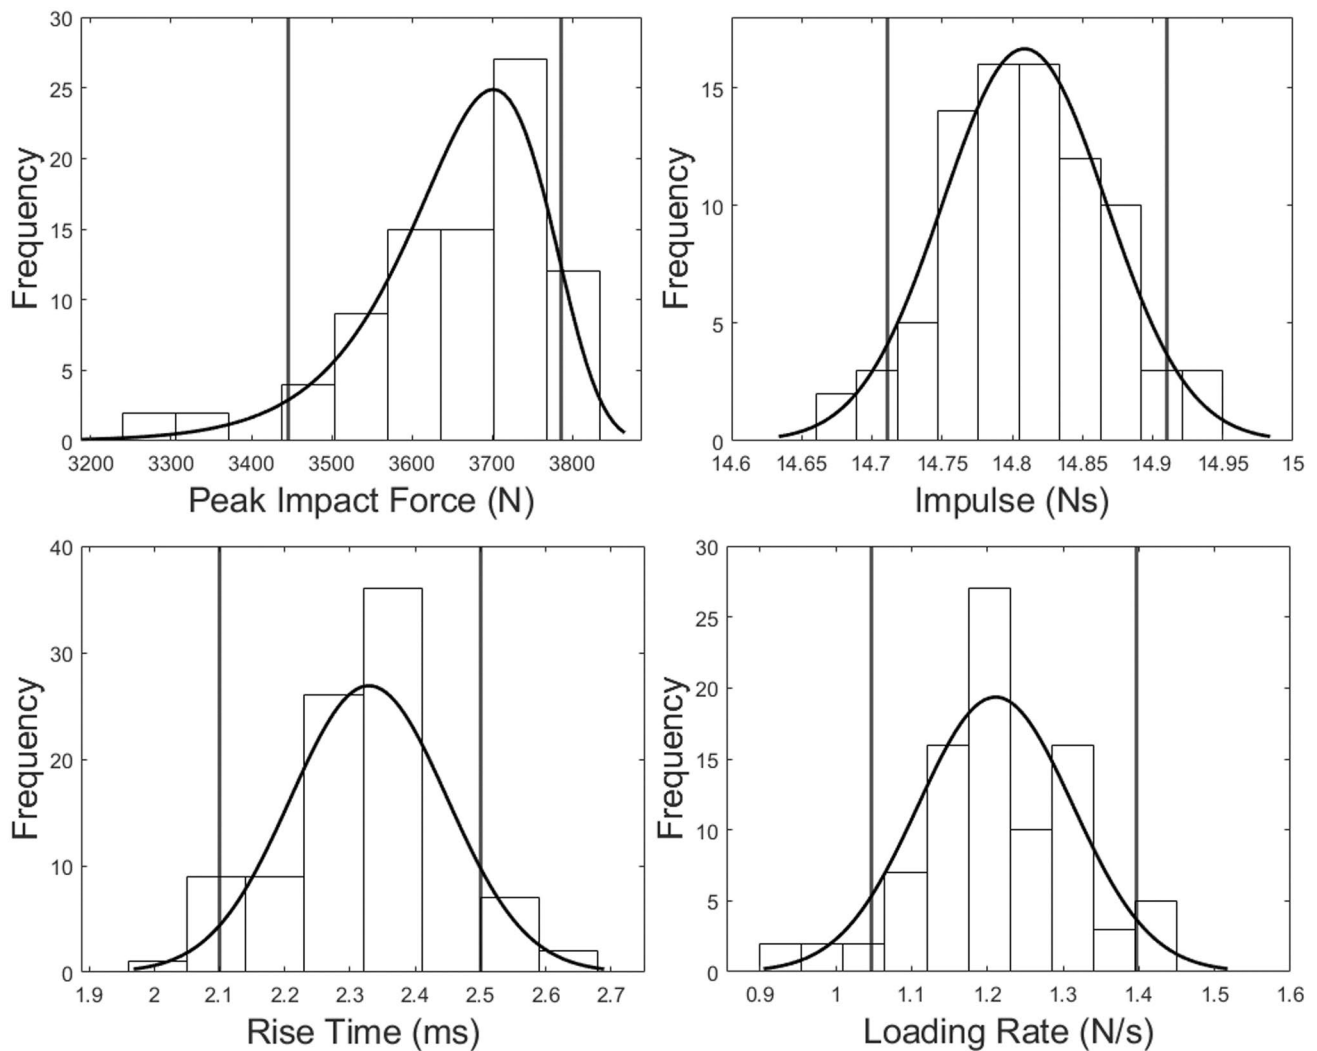 30
25
20
15
10
5
0
Frequency
3200 3300 3400 3500 3600 3700 3800
Peak Impact Force (N)
15
10
5
0
Frequency
14.6 14.65 14.7 14.75 14.8 14.85 14.9 14.95 15
Impulse (Ns)
40
30
20
10
0
Frequency
1.9 2 2.1 2.2 2.3 2.4 2.5 2.6 2.7
Rise Time (ms)
30
25
20
15
10
5
0
Frequency
0.9 1 1.1 1.2 1.3 1.4 1.5 1.6
Loading Rate (N/s)